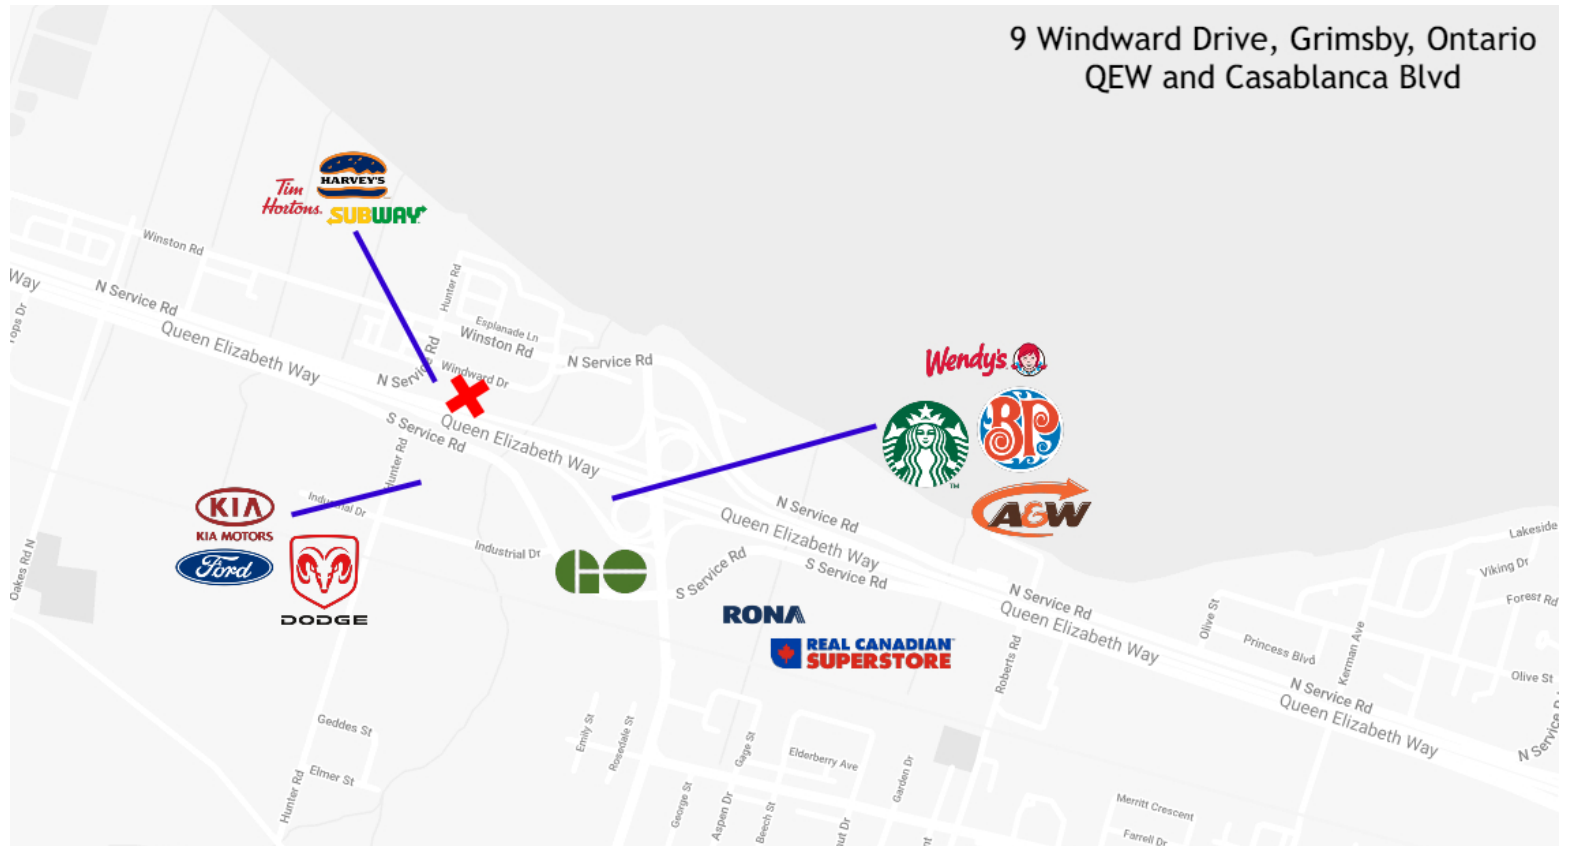 9 Windward Drive, Grimsby, Ontario
QEW and Casablanca Blvd
HARVEY'S
Tim
Hortons.
SUBWAY
Winston Rd
Way
N Service Rd
Hunter Rd
Esplanade Ln
Winston Rd
Queen Elizabeth Way
N Service Rd
N Service Rd
Windward Dr
Wendy's
S Service Rd
Queen Elizabeth Way
BP
TM
Hunter Rd
KIA
KIA MOTORS
Industrial Dr
A&W
N Service Rd
Queen Elizabeth Way
Lakeside
Industrial Dr
GO
Ford
S Service Rd
S Service Rd
Viking Dr
Oakes Rd N
DODGE
RONA
N Service Rd
Queen Elizabeth Way
Forest Rd
Olive St
REAL CANADIAN
SUPERSTORE
Princess Blvd
Kerman Ave
Roberts Rd
Olive St
N Service Rd
Queen Elizabeth Way
N Service
Geddes St
Emily St
Rosedale St
Gage St
Elderberry Ave
Garden Dr
Elmer St
Hunter Rd
George St
Aspen Dr
Beech St
Merritt Crescent
Farrell Dr